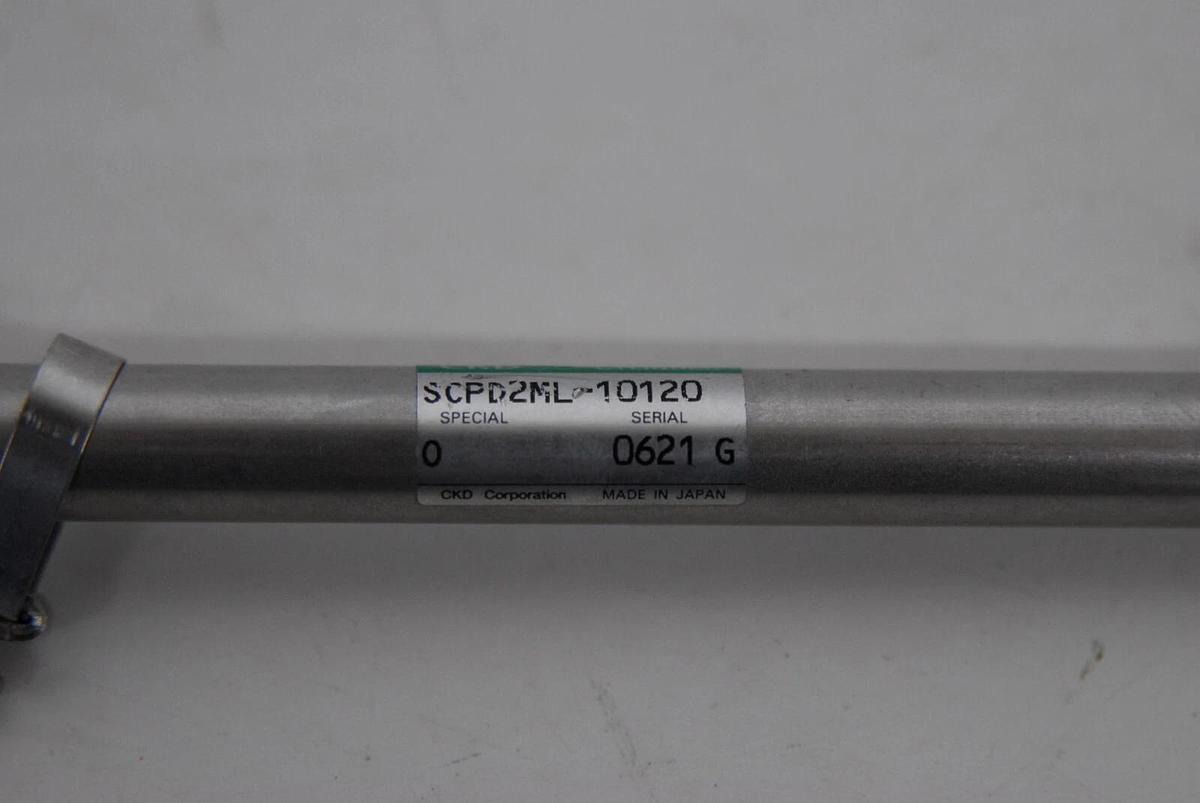 SCPD2ML-10120
SPECIAL SERIAL
0 0621 G
CKD Corporation MADE IN JAPAN